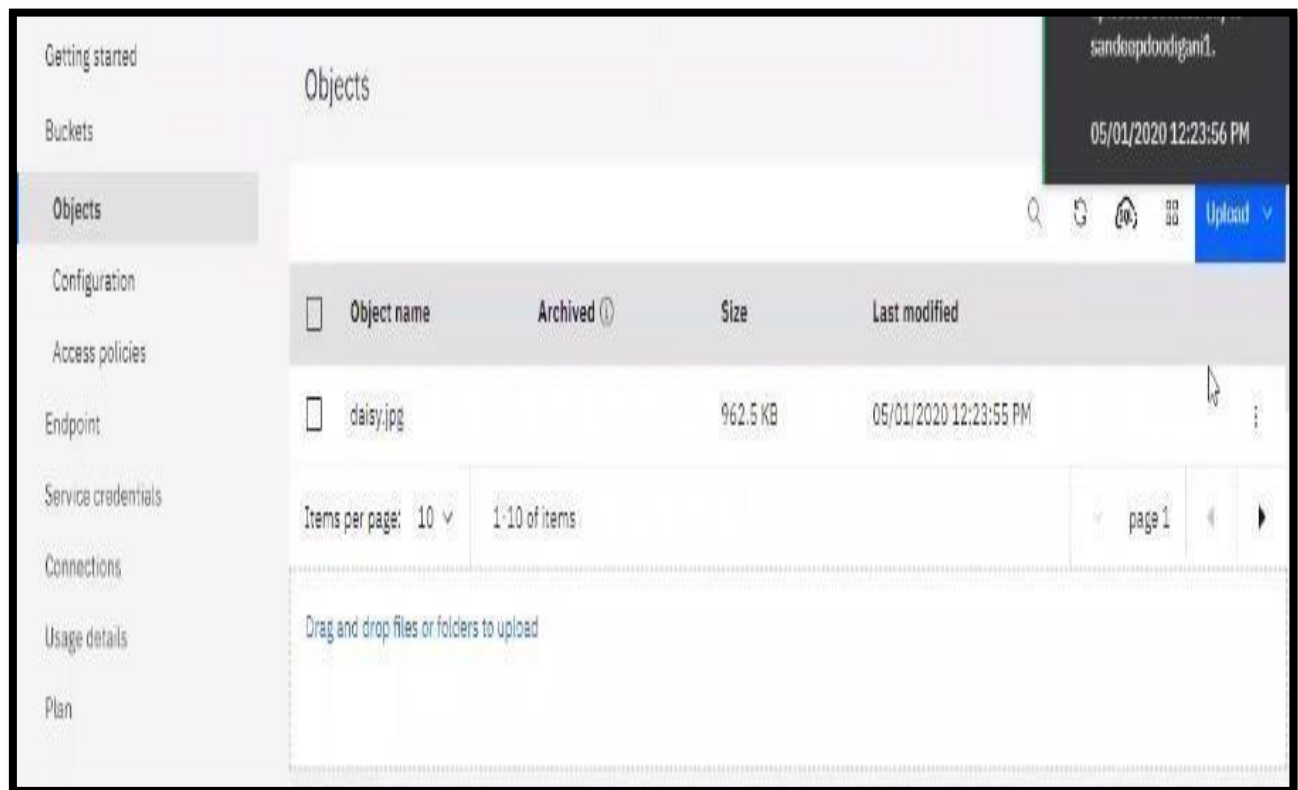 Getting started
Buckets
Objects
Configuration
Access policies
Endpoint
Service credentials
Connections
Usage details
Plan
Objects
sandeepdoodigani1.
05/01/2020 12:23:56 PM
SQL
Upload
Object name Archived Size Last modified
daisy.jpg 962.5 KB 05/01/2020 12:23:55 PM
Items per page: 10 1-10 of items page 1
Drag and drop files or folders to upload